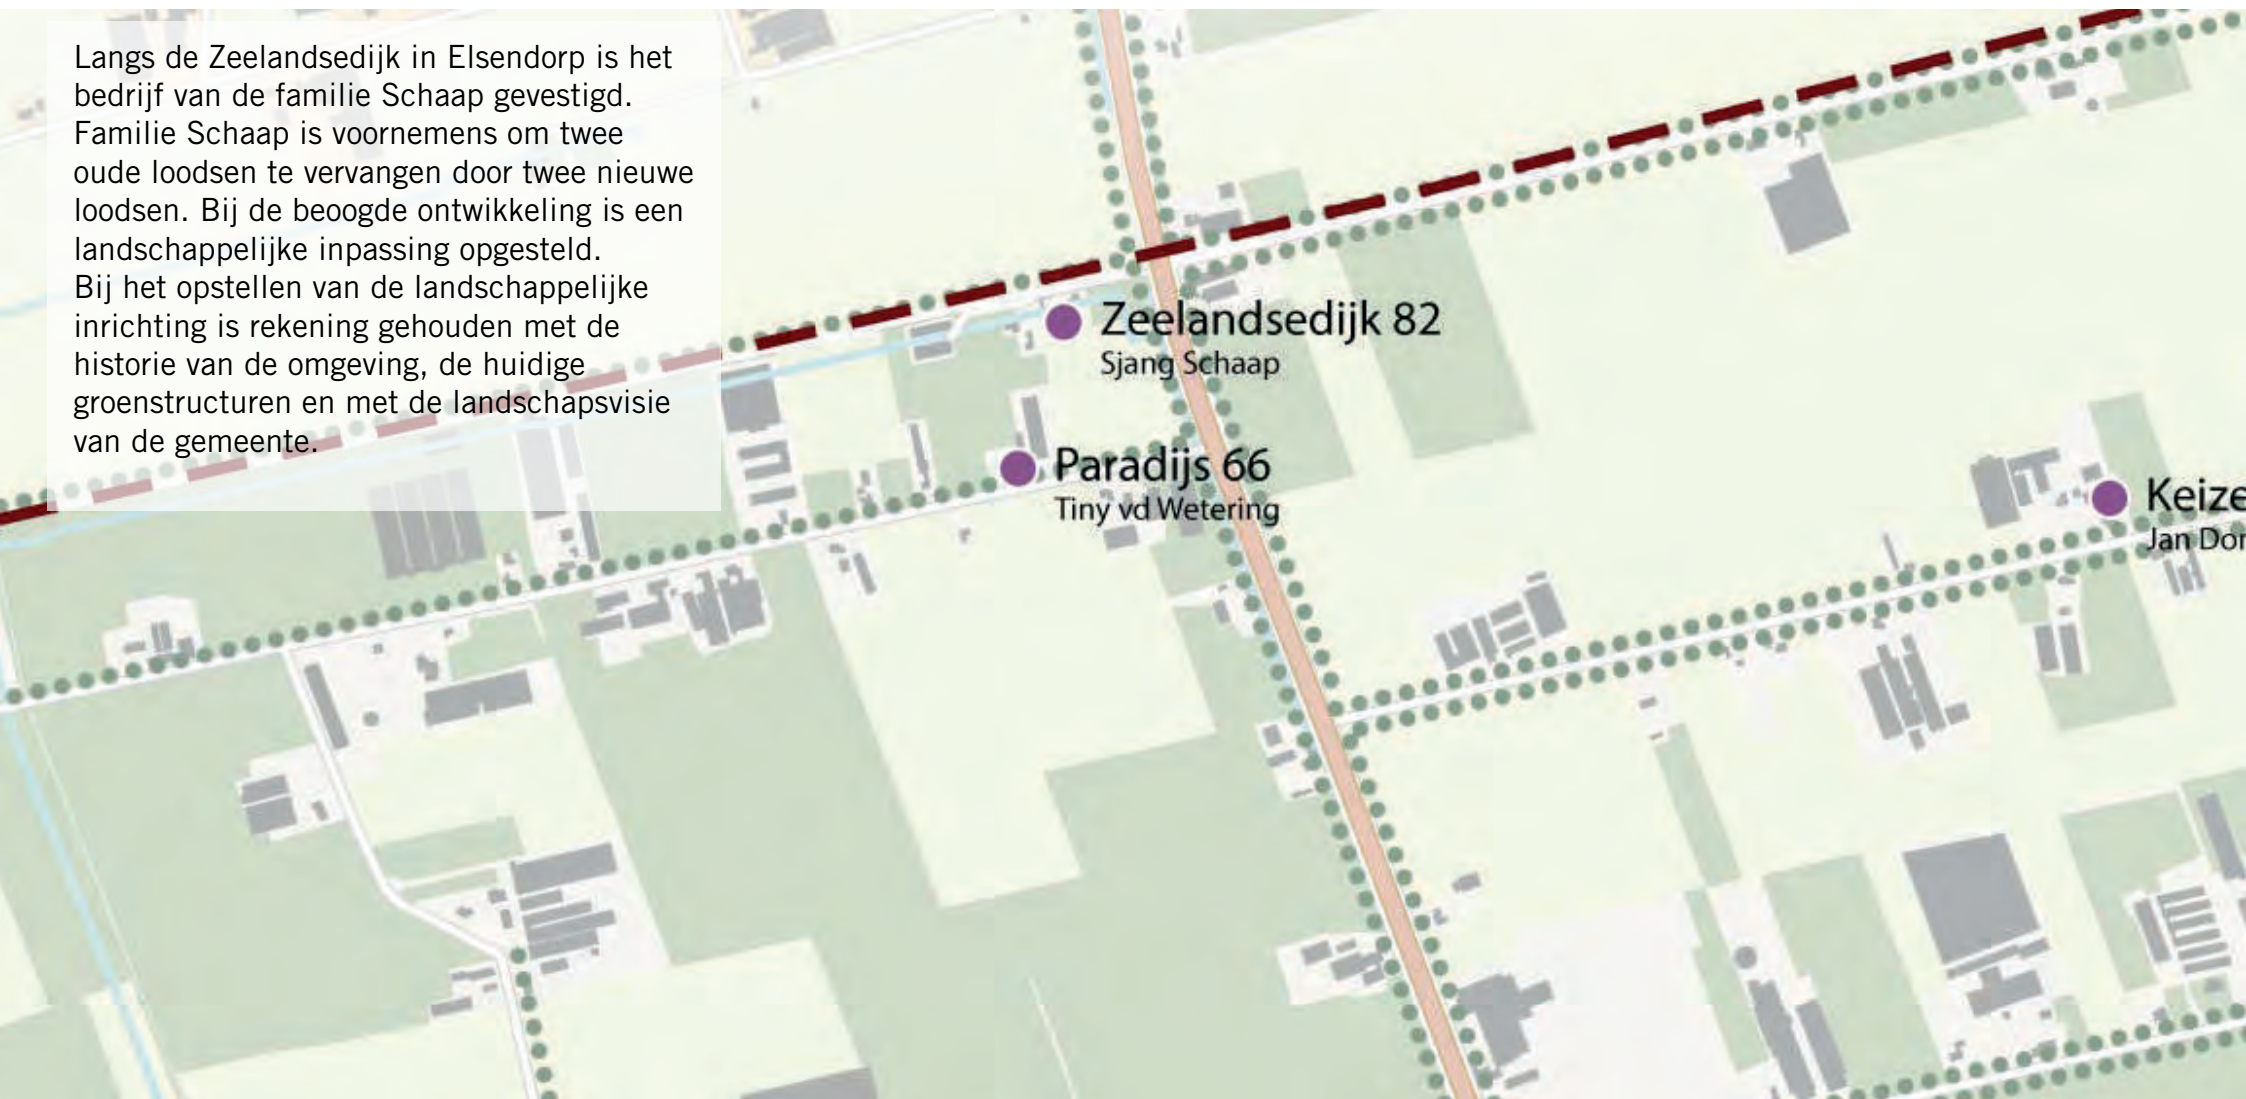 Langs de Zeelandsedijk in Elsendorp is het
bedrijf van de familie Schaap gevestigd.
Familie Schaap is voornemens om twee
oude loodsen te vervangen door twee nieuwe
loodsen. Bij de beoogde ontwikkeling is een
landschappelijke inpassing opgesteld.
Bij het opstellen van de landschappelijke
inrichting is rekening gehouden met de
historie van de omgeving, de huidige
groenstructuren en met de landschapsvisie
van de gemeente.
Zeelandsedijk 82
Sjang Schaap
Paradijs 66
Tiny vd Wetering
Keize
Jan Dor